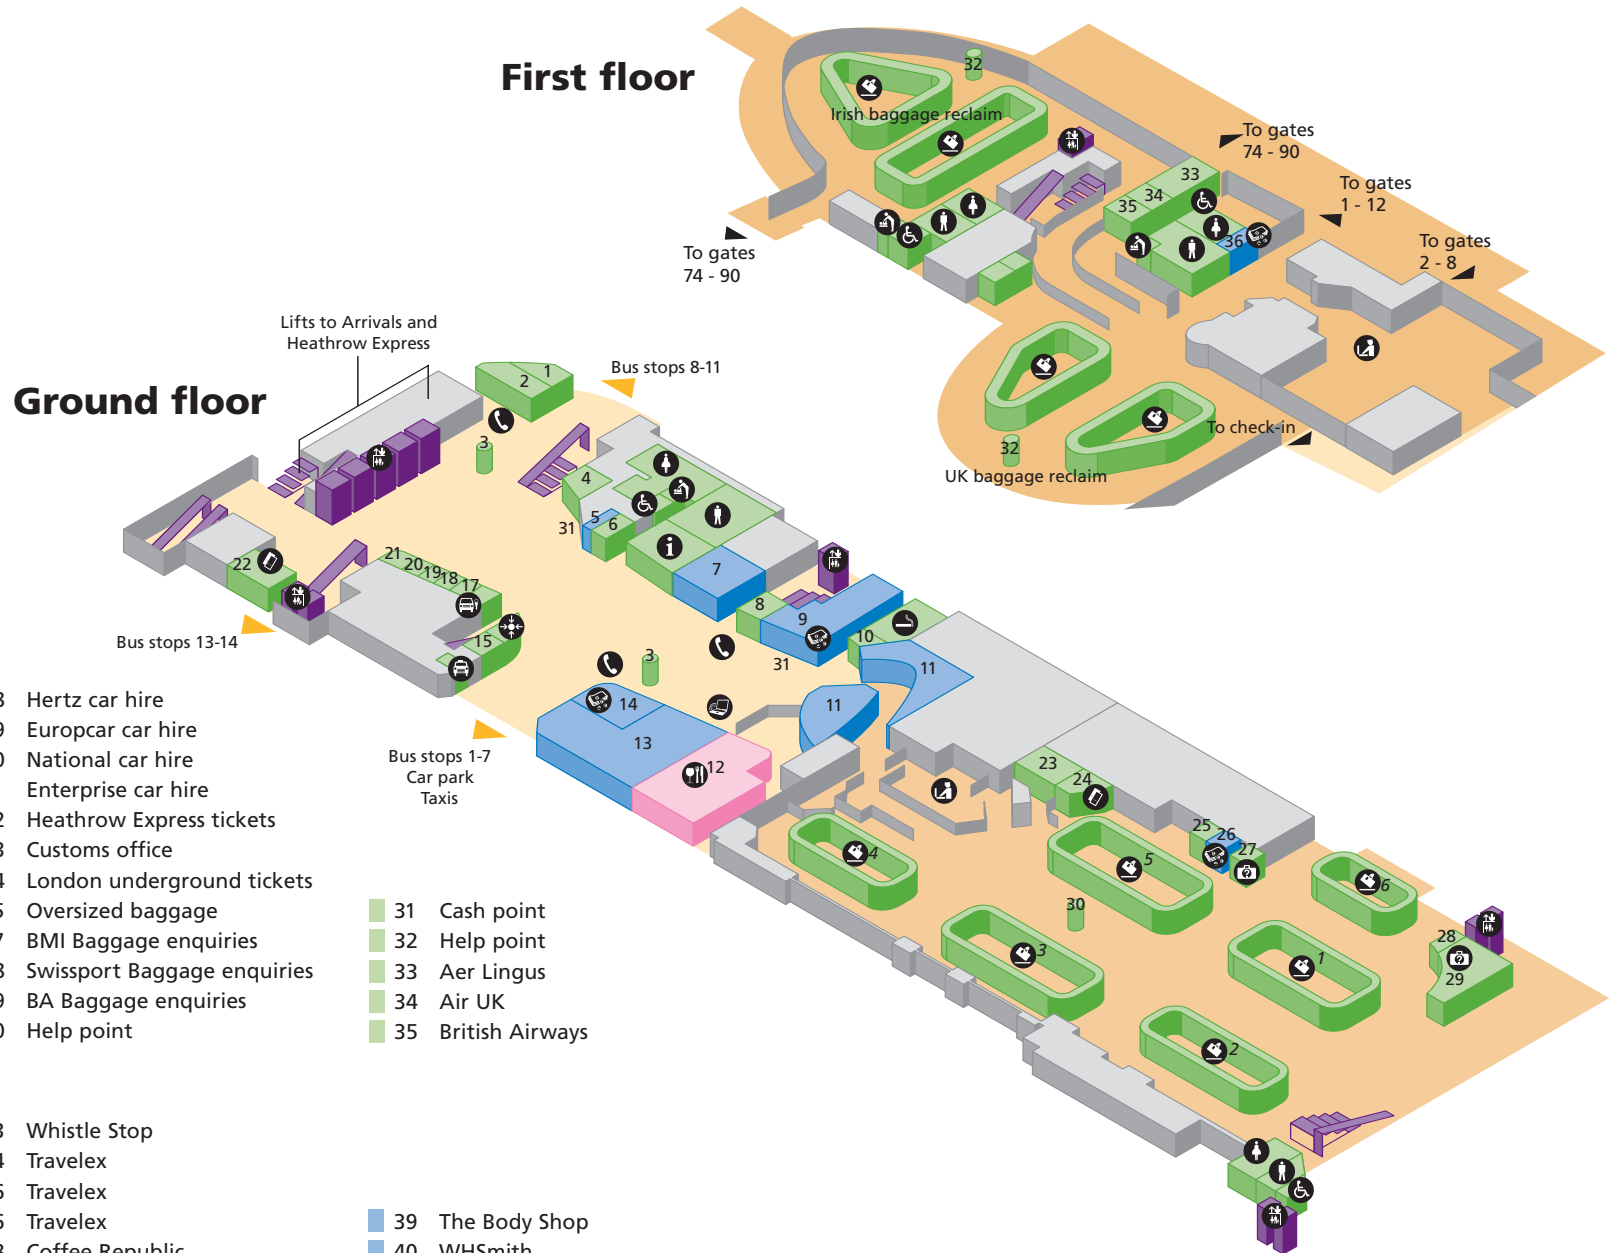 First floor
32
Irish baggage reclaim
To gates
74 - 90
33
34
35
36
To gates
1 - 12
To gates
2 - 8
To gates
74 - 90
To check-in
32
UK baggage reclaim
Lifts to Arrivals and
Heathrow Express
Ground floor
Bus stops 8-11
1
2
3
4
5
6
31
7
8
9
10
31
11
11
22
21
20
19
18
17
15
Bus stops 13-14
3
14
13
12
Bus stops 1-7
Car park
Taxis
23
24
25
26
27
4
5
6
30
3
1
28
29
2
Hertz car hire
Europcar car hire
National car hire
Enterprise car hire
Heathrow Express tickets
Customs office
London underground tickets
Oversized baggage
BMI Baggage enquiries
Swissport Baggage enquiries
BA Baggage enquiries
Help point
31 Cash point
32 Help point
33 Aer Lingus
34 Air UK
35 British Airways
Whistle Stop
Travelex
Travelex
Travelex
Coffee Republic
39 The Body Shop
40 WHSmith